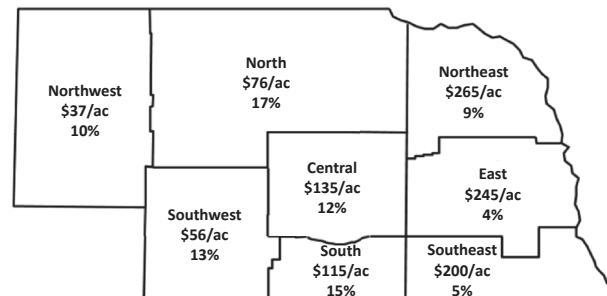 North
$76/ac
17%
Northwest
$37/ac
10%
Northeast
$265/ac
9%
Central
$135/ac
12%
East
$245/ac
4%
Southwest
$56/ac
13%
South
$115/ac
15%
Southeast
$200/ac
5%